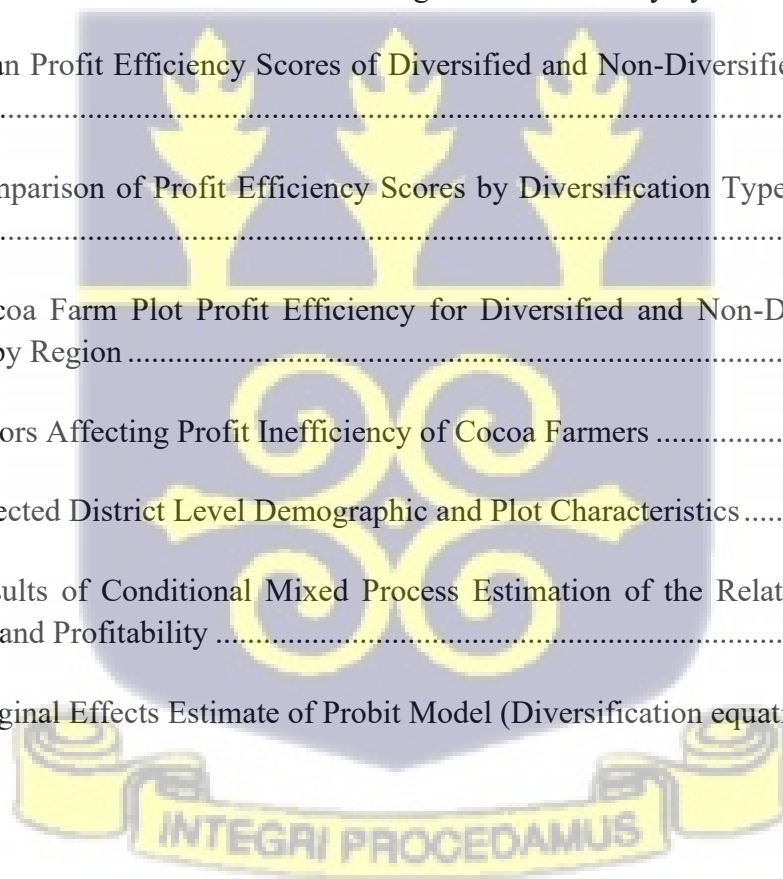 an Profit Efficiency Scores of Diversified and Non-Diversifie
....................................................................................................
mparison of Profit Efficiency Scores by Diversification Type
....................................................................................................
coa Farm Plot Profit Efficiency for Diversified and Non-D
by Region ....................................................................................
ors Affecting Profit Inefficiency of Cocoa Farmers ................
ected District Level Demographic and Plot Characteristics.....
sults of Conditional Mixed Process Estimation of the Relat
and Profitability .........................................................................
ginal Effects Estimate of Probit Model (Diversification equati
INTEGRI PROCEDAMUS